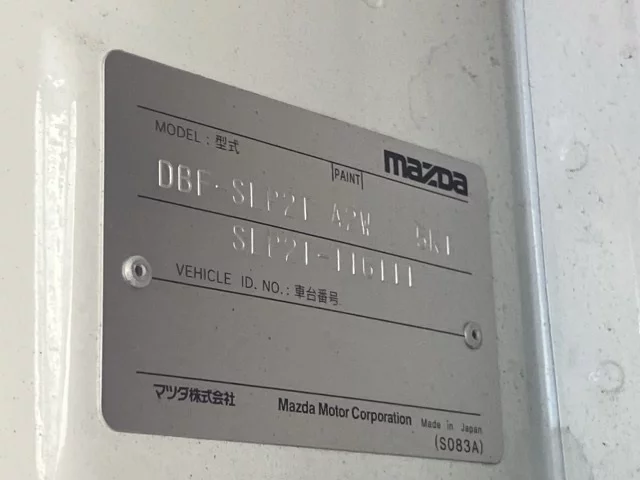 mazda
MODEL : 型式
PAINT
DBF-SLP2T A2W 5K1
SLP2T-116111
VEHICLE ID. NO. : 車台番号
マツダ株式会社 Mazda Motor Corporation Made in Japan
(S083A)